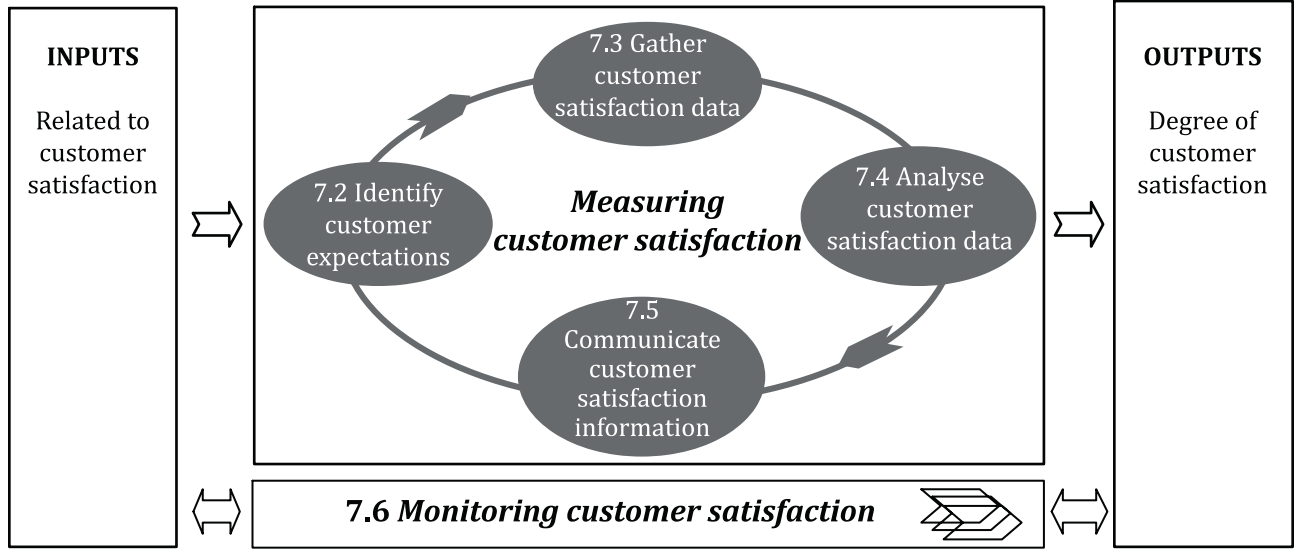 INPUTS
Related to
customer
satisfaction
7.3 Gather
customer
satisfaction data
7.2 Identify
customer
expectations
Measuring
customer satisfaction
7.4 Analyse
customer
satisfaction data
7.5
Communicate
customer
satisfaction
information
7.6 Monitoring customer satisfaction
OUTPUTS
Degree of
customer
satisfaction